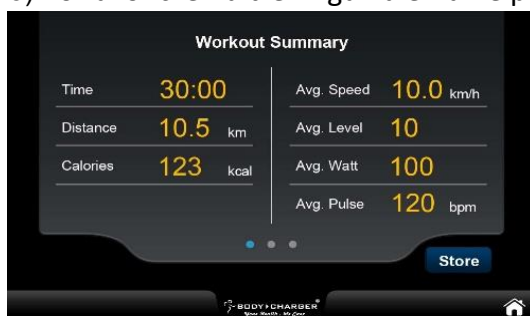 Workout Summary
Time 30:00
Distance 10.5 km
Calories 123 kcal
Avg. Speed 10.0 km/h
Avg. Level 10
Avg. Watt 100
Avg. Pulse 120 bpm
Store
BODY CHARGER